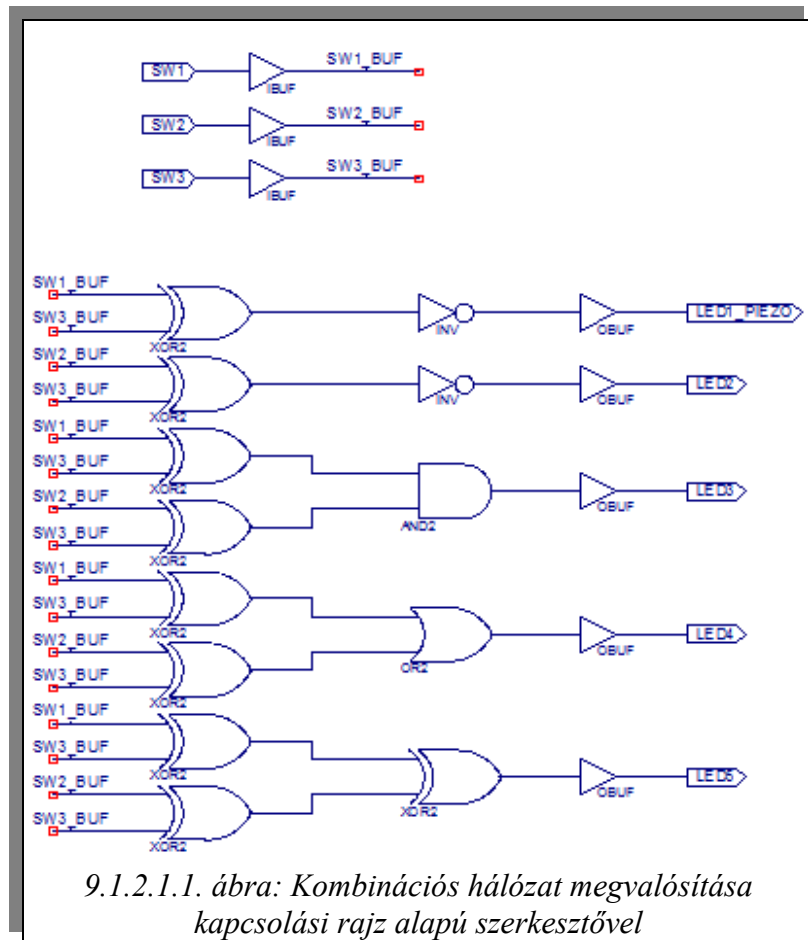 SW1 IBUF SW1_BUF
SW2 IBUF SW2_BUF
SW3 IBUF SW3_BUF
SW1_BUF
SW3_BUF
XOR2 INV OBUF LED1_PIEZO
SW2_BUF
SW3_BUF
XOR2 INV OBUF LED2
SW1_BUF
SW3_BUF
XOR2
SW2_BUF
SW3_BUF
XOR2
AND2 OBUF LED3
SW1_BUF
SW3_BUF
XOR2
SW2_BUF
SW3_BUF
XOR2
OR2 OBUF LED4
SW1_BUF
SW3_BUF
XOR2
SW2_BUF
SW3_BUF
XOR2
XOR2 OBUF LED5
9.1.2.1.1. ábra: Kombinációs hálózat megvalósítása
kapcsolási rajz alapú szerkesztővel